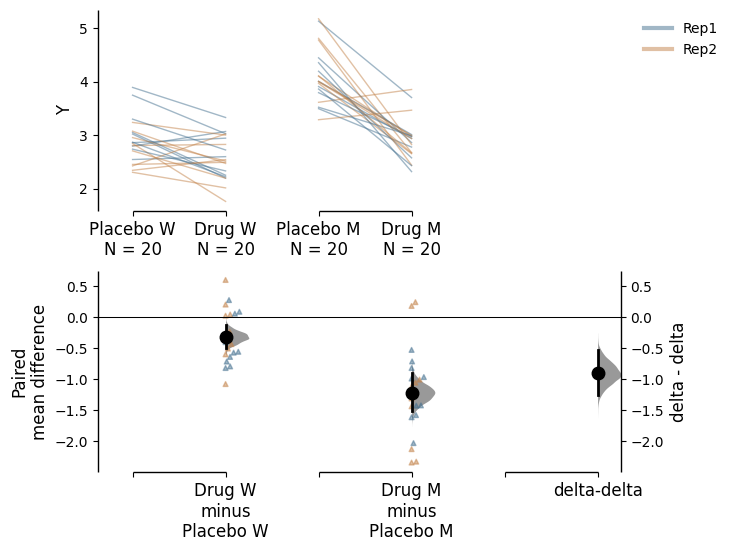 Rep1
Rep2
Y
5
4
3
2
Placebo W
N = 20
Drug W
N = 20
Placebo M
N = 20
Drug M
N = 20
Paired
mean difference
0.5
0.0
−0.5
−1.0
−1.5
−2.0
0.5
0.0
−0.5
−1.0
−1.5
−2.0
delta - delta
Drug W
minus
Placebo W
Drug M
minus
Placebo M
delta-delta